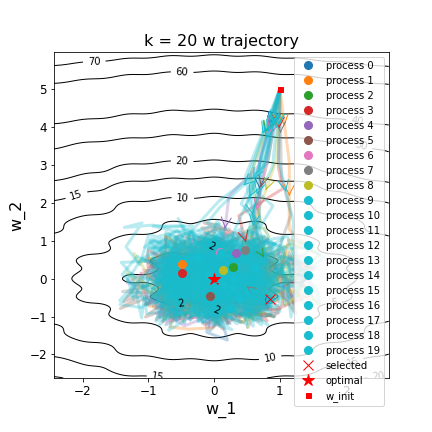 k = 20 w trajectory
70
60
20
15
10
2
2
2
10
15
20
5
4
3
2
1
0
−1
−2
w_2
−2
−1
0
1
2
w_1
process 0
process 1
process 2
process 3
process 4
process 5
process 6
process 7
process 8
process 9
process 10
process 11
process 12
process 13
process 14
process 15
process 16
process 17
process 18
process 19
selected
optimal
w_init